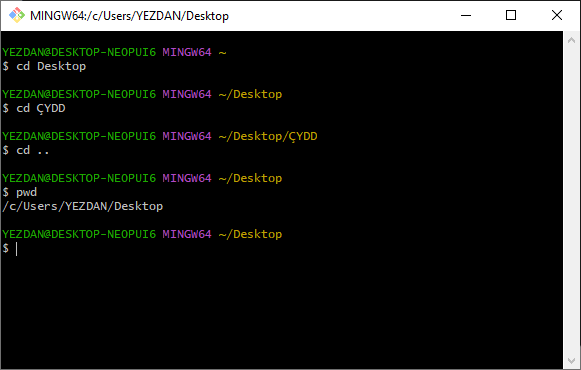 MINGW64:/c/Users/YEZDAN/Desktop
YEZDAN@DESKTOP-NEOPUI6 MINGW64 ~
$ cd Desktop
YEZDAN@DESKTOP-NEOPUI6 MINGW64 ~/Desktop
$ cd ÇYDD
YEZDAN@DESKTOP-NEOPUI6 MINGW64 ~/Desktop/ÇYDD
$ cd ..
YEZDAN@DESKTOP-NEOPUI6 MINGW64 ~/Desktop
$ pwd
/c/Users/YEZDAN/Desktop
YEZDAN@DESKTOP-NEOPUI6 MINGW64 ~/Desktop
$